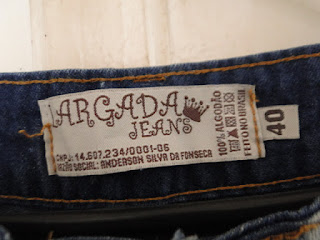 ARGADA
JEANS
CNPJ: 14.607.234/0001-06
RAZÃO SOCIAL: ANDERSON SILVA DA FONSECA
100% ALGODÃO
FEITO NO BRASIL
40